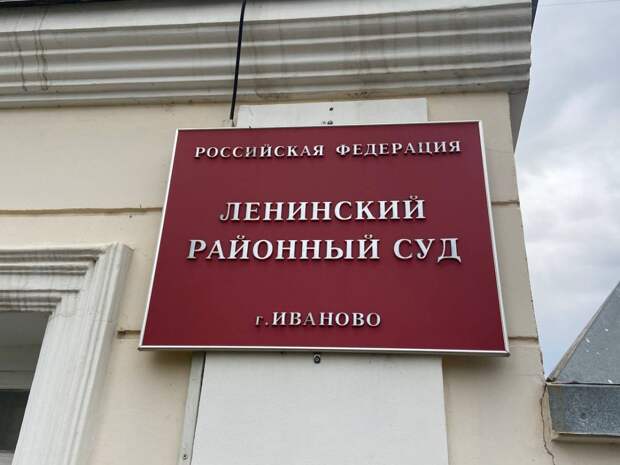 РОССИЙСКАЯ ФЕДЕРАЦИЯ
ЛЕНИНСКИЙ
РАЙОННЫЙ СУД
г. ИВАНОВО